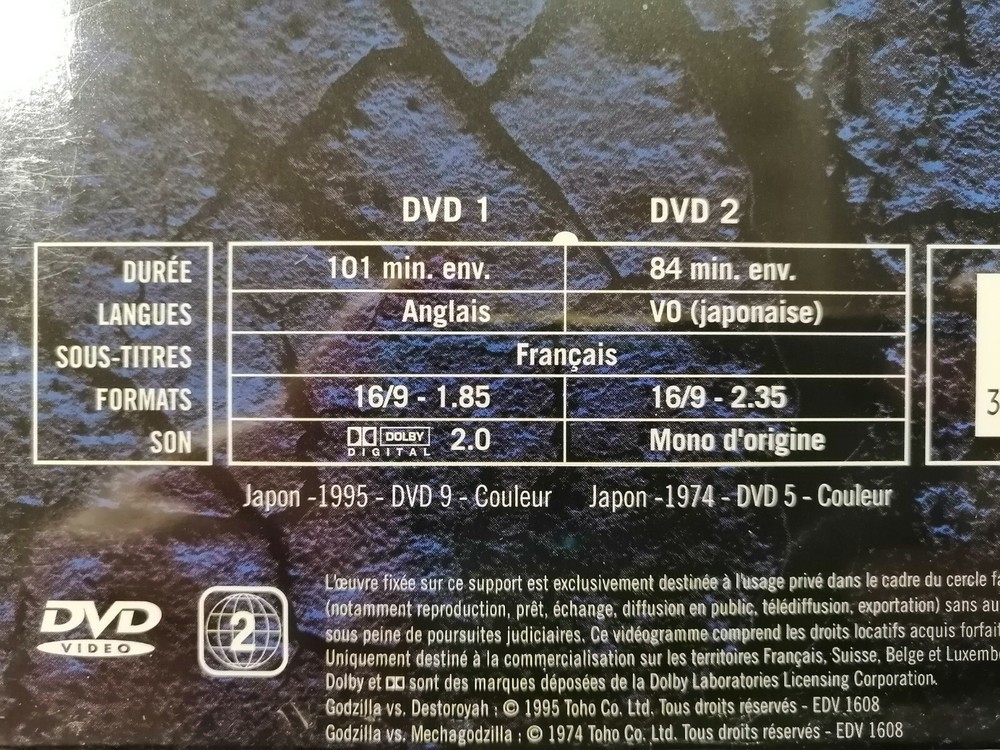 DVD 1 DVD 2
DURÉE 101 min. env. 84 min. env.
LANGUES Anglais VO (japonaise)
SOUS-TITRES Français
FORMATS 16/9 - 1.85 16/9 - 2.35
SON DOLBY DIGITAL 2.0 Mono d'origine
3
Japon -1995 - DVD 9 - Couleur Japon -1974 - DVD 5 - Couleur
DVD VIDEO
2
L'œuvre fixée sur ce support est exclusivement destinée à l'usage privé dans le cadre du cercle fa
(notamment reproduction, prêt, échange, diffusion en public, télédiffusion, exportation) sans au
sous peine de poursuites judiciaires. Ce vidéogramme comprend les droits locatifs acquis forfait
Uniquement destiné à la commercialisation sur les territoires Français, Suisse, Belge et Luxembo
Dolby et sont des marques déposées de la Dolby Laboratories Licensing Corporation.
Godzilla vs. Destoroyah : © 1995 Toho Co. Ltd. Tous droits réservés - EDV 1608
Godzilla vs. Mechagodzilla : © 1974 Toho Co. Ltd. Tous droits réservés - EDV 1608